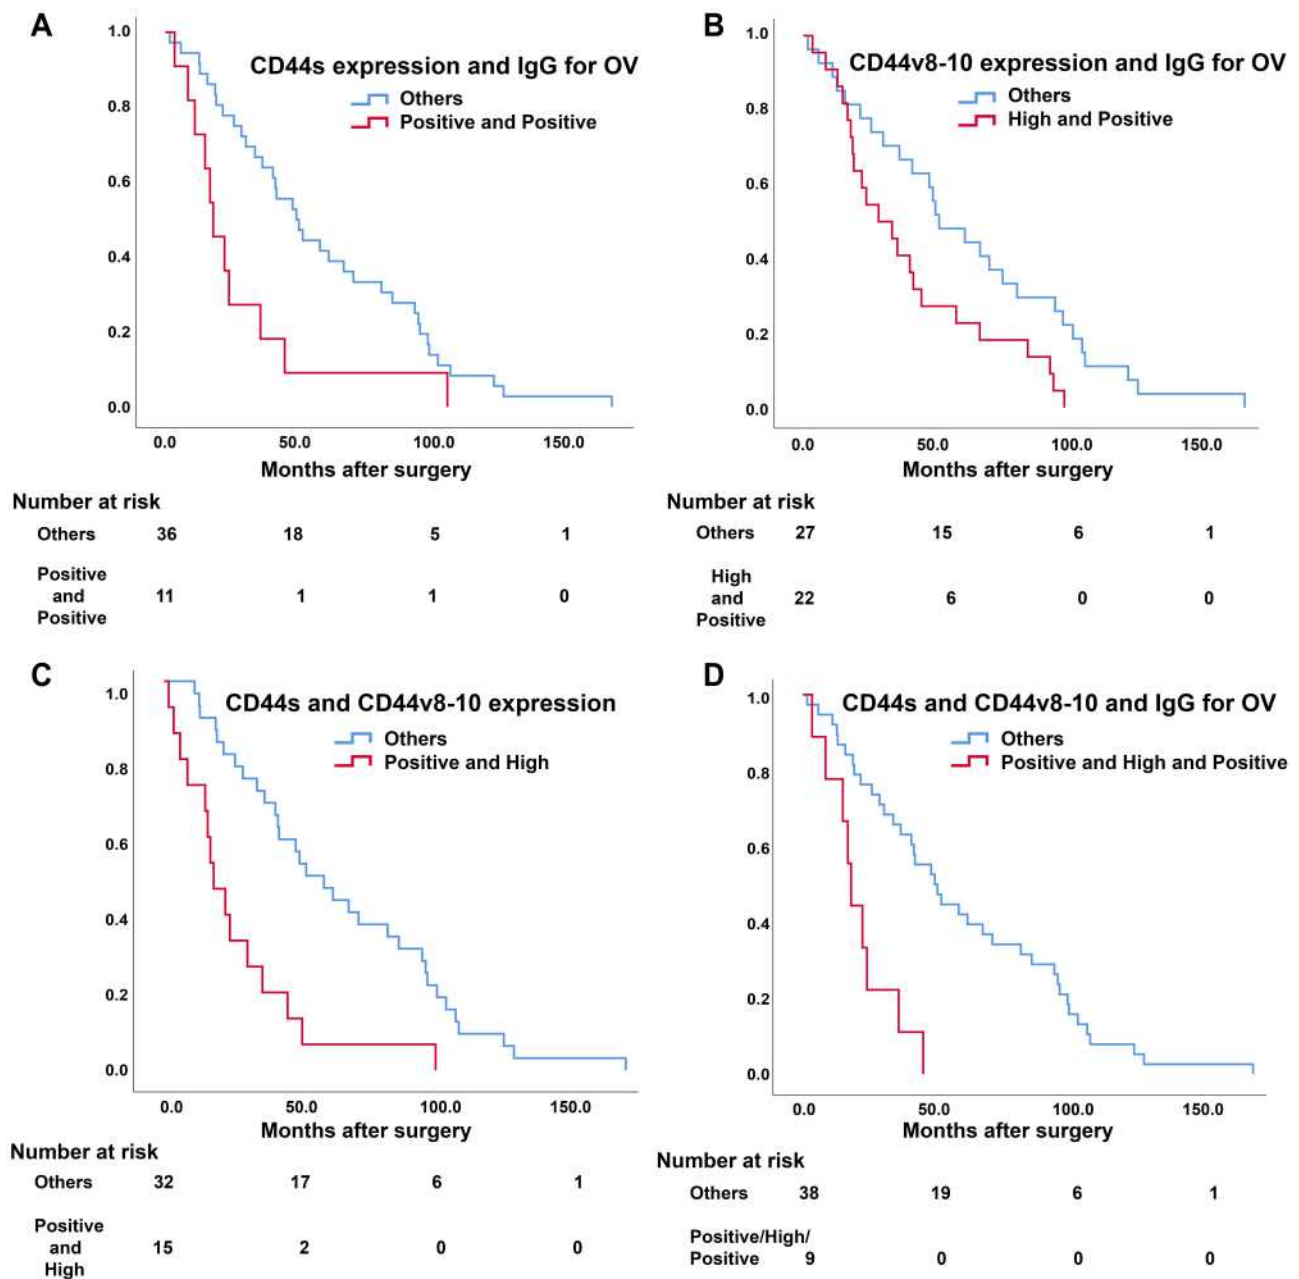 A
CD44s expression and IgG for OV
Others
Positive and Positive
1.0
0.8
0.6
0.4
0.2
0.0
0.0 50.0 100.0 150.0
Months after surgery
Number at risk
Others 36 18 5 1
Positive
and
Positive
11 1 1 0
B
CD44v8-10 expression and IgG for OV
Others
High and Positive
1.0
0.8
0.6
0.4
0.2
0.0
0.0 50.0 100.0 150.0
Months after surgery
Number at risk
Others 27 15 6 1
High
and
Positive
22 6 0 0
C
CD44s and CD44v8-10 expression
Others
Positive and High
1.0
0.8
0.6
0.4
0.2
0.0
0.0 50.0 100.0 150.0
Months after surgery
Number at risk
Others 32 17 6 1
Positive
and
High
15 2 0 0
D
CD44s and CD44v8-10 and IgG for OV
Others
Positive and High and Positive
1.0
0.8
0.6
0.4
0.2
0.0
0.0 50.0 100.0 150.0
Months after surgery
Number at risk
Others 38 19 6 1
Positive/High/
Positive 9 0 0 0